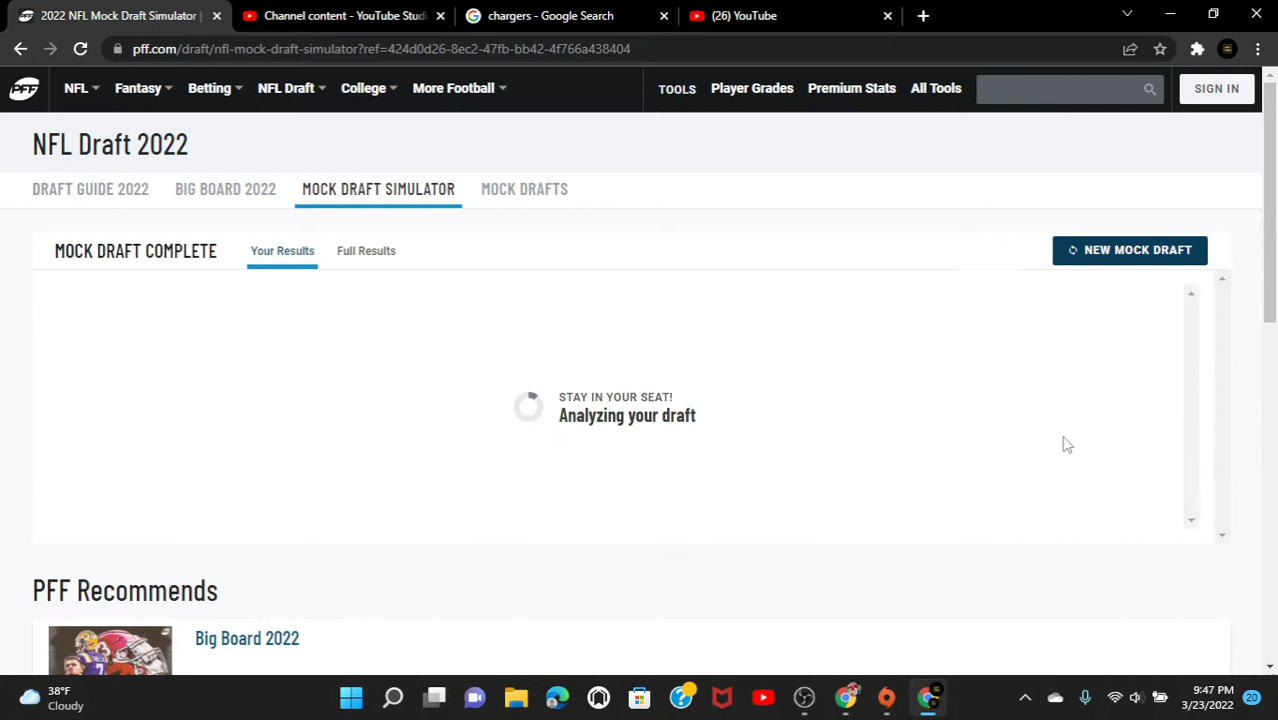 2022 NFL Mock Draft Simulator |
Channel content - YouTube Stud
chargers - Google Search
(26) YouTube
pff.com/draft/nfl-mock-draft-simulator?ref=424d0d26-8ec2-47fb-bb42-4f766a438404
PFF NFL Fantasy Betting NFL Draft College More Football TOOLS Player Grades Premium Stats All Tools SIGN IN
NFL Draft 2022
DRAFT GUIDE 2022 BIG BOARD 2022 MOCK DRAFT SIMULATOR MOCK DRAFTS
MOCK DRAFT COMPLETE Your Results Full Results NEW MOCK DRAFT
STAY IN YOUR SEAT!
Analyzing your draft
PFF Recommends
Big Board 2022
38°F
Cloudy
9:47 PM
3/23/2022
20